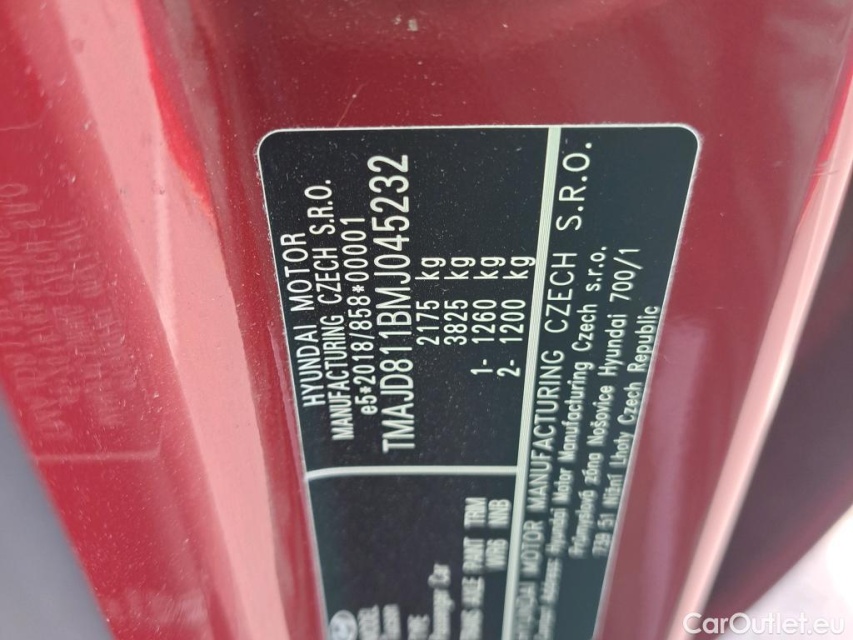 HYUNDAI MOTOR
MANUFACTURING CZECH S.R.O.
e5*2018/858*00001
TMAJD811BMJ045232
2175 kg
3825 kg
1- 1260 kg
2- 1200 kg
PAINT TRIM
HYUNDAI MOTOR MANUFACTURING CZECH S.R.O.
Hyundai Motor Manufacturing Czech s.r.o.
Průmyslová zóna Nošovice Hyundai 700/1
739 51 Nižní Lhoty Czech Republic
CarOutlet.eu